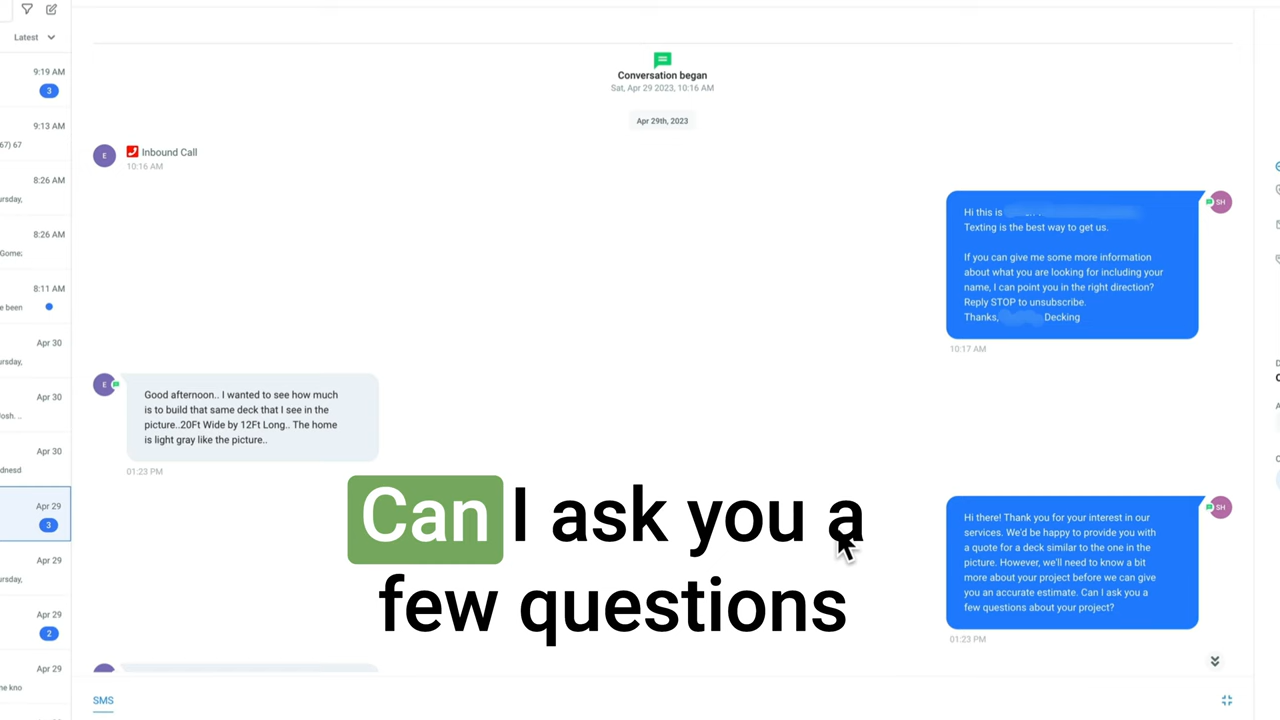 Latest
9:19 AM
3
9:13 AM
67) 67
8:26 AM
ursday,
8:26 AM
Gome;
8:11 AM
e been
Apr 30
ursday,
Apr 30
osh. ..
Apr 30
dnesd
Apr 29
3
Apr 29
ursday,
Apr 29
2
Apr 29
ne kno
Conversation began
Sat, Apr 29 2023, 10:16 AM
Apr 29th, 2023
E
Inbound Call
10:16 AM
SH
Hi this is
Texting is the best way to get us.
If you can give me some more information
about what you are looking for including your
name, I can point you in the right direction?
Reply STOP to unsubscribe.
Thanks, Decking
10:17 AM
E
Good afternoon.. I wanted to see how much
is to build that same deck that I see in the
picture..20Ft Wide by 12Ft Long.. The home
is light gray like the picture..
01:23 PM
Can I ask you a
few questions
SH
Hi there! Thank you for your interest in our
services. We'd be happy to provide you with
a quote for a deck similar to the one in the
picture. However, we'll need to know a bit
more about your project before we can give
you an accurate estimate. Can I ask you a
few questions about your project?
01:23 PM
SMS